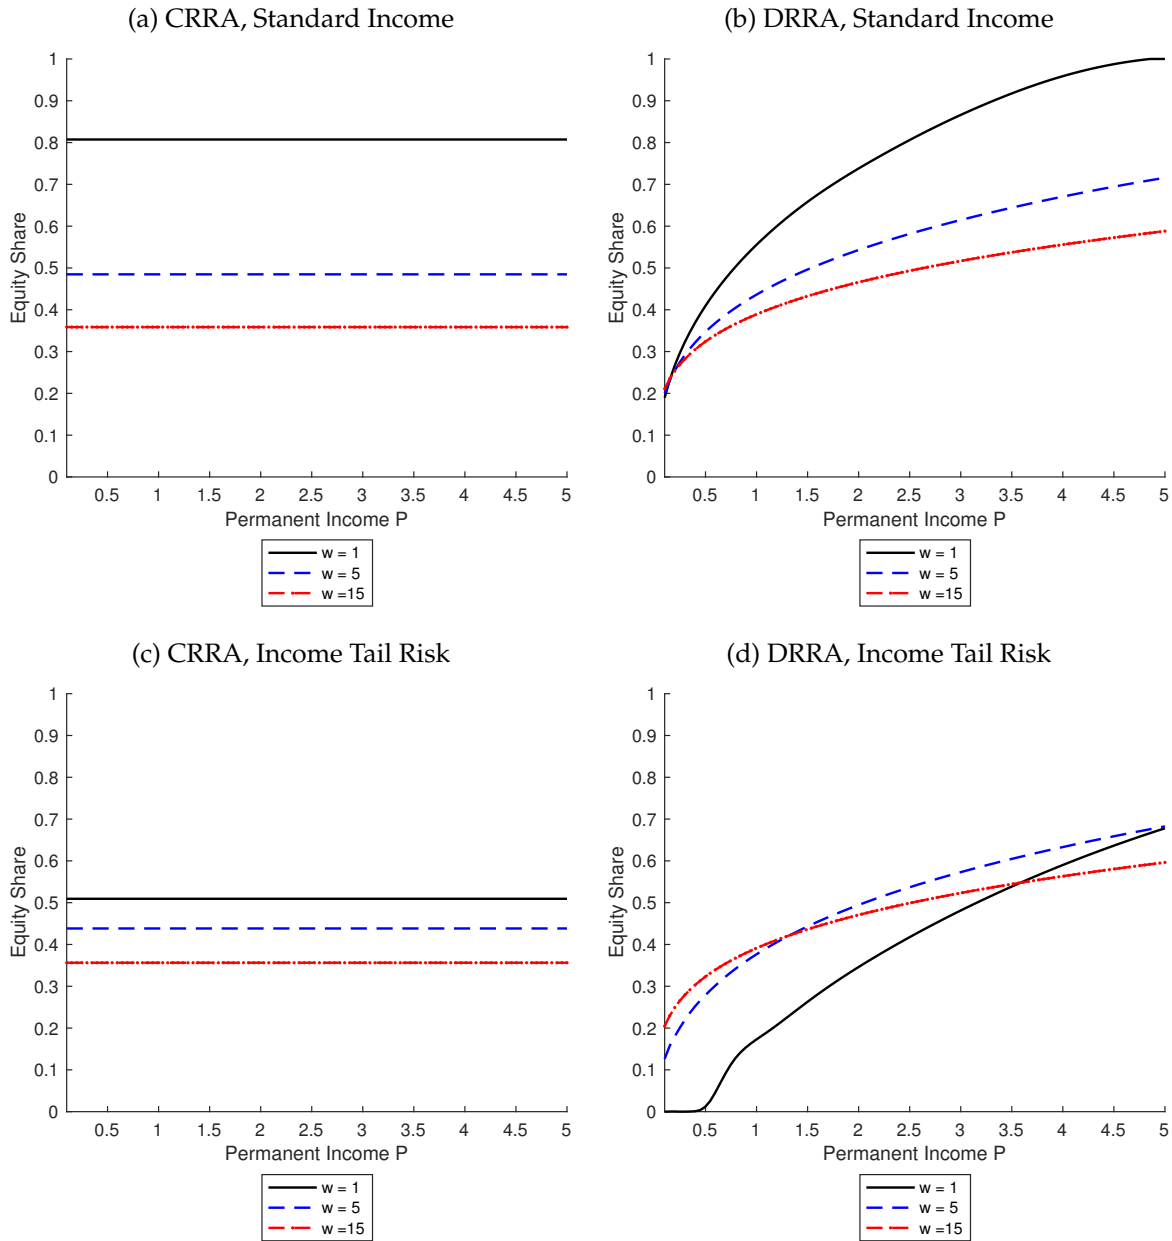 (a) CRRA, Standard Income
1
0.9
0.8
0.7
0.6
0.5
0.4
0.3
0.2
0.1
0
Equity Share
0.5 1 1.5 2 2.5 3 3.5 4 4.5 5
Permanent Income P
w = 1
w = 5
w =15
(b) DRRA, Standard Income
1
0.9
0.8
0.7
0.6
0.5
0.4
0.3
0.2
0.1
0
Equity Share
0.5 1 1.5 2 2.5 3 3.5 4 4.5 5
Permanent Income P
w = 1
w = 5
w =15
(c) CRRA, Income Tail Risk
1
0.9
0.8
0.7
0.6
0.5
0.4
0.3
0.2
0.1
0
Equity Share
0.5 1 1.5 2 2.5 3 3.5 4 4.5 5
Permanent Income P
w = 1
w = 5
w =15
(d) DRRA, Income Tail Risk
1
0.9
0.8
0.7
0.6
0.5
0.4
0.3
0.2
0.1
0
Equity Share
0.5 1 1.5 2 2.5 3 3.5 4 4.5 5
Permanent Income P
w = 1
w = 5
w =15